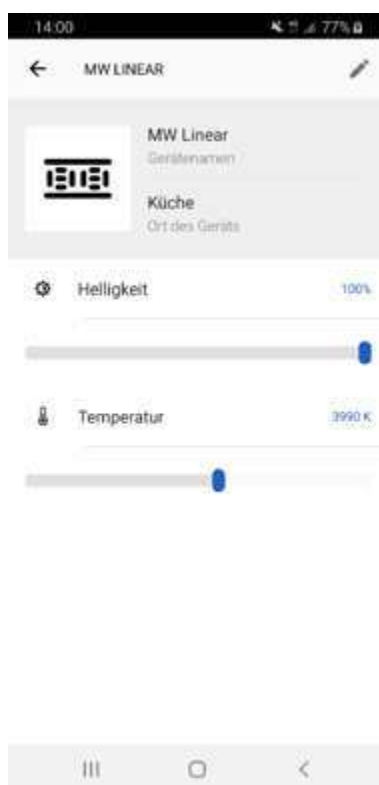 14:00
77%
MW LINEAR
MW Linear
Gerätenamen
Küche
Ort des Geräts
Helligkeit
100%
Temperatur
3990 K